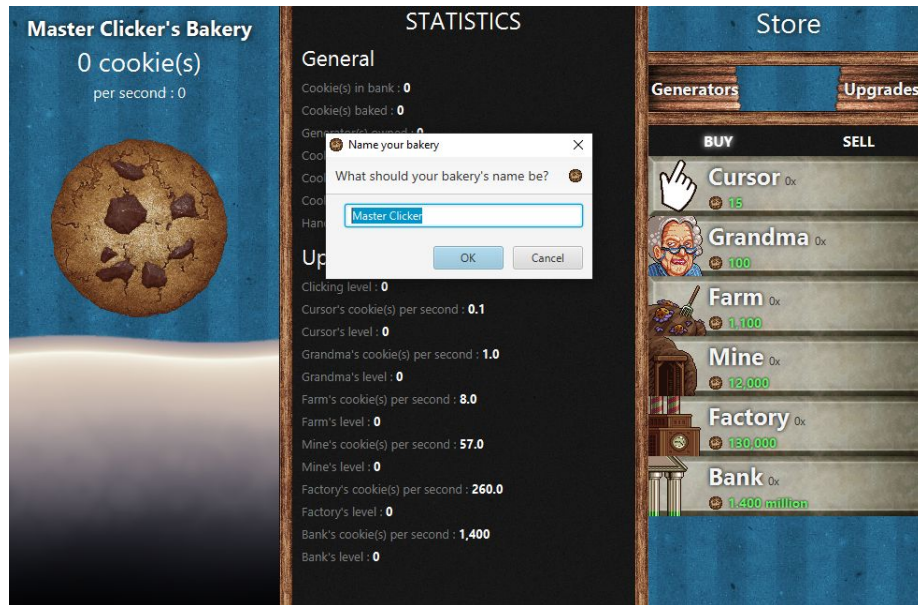 Master Clicker's Bakery
0 cookie(s)
per second : 0
STATISTICS
General
Cookie(s) in bank : 0
Cookie(s) baked : 0
Generator(s) owned : 0
Name your bakery
What should your bakery's name be?
Master Clicker
OK
Cancel
Clicking level : 0
Cursor's cookie(s) per second : 0.1
Cursor's level : 0
Grandma's cookie(s) per second : 1.0
Grandma's level : 0
Farm's cookie(s) per second : 8.0
Farm's level : 0
Mine's cookie(s) per second : 57.0
Mine's level : 0
Factory's cookie(s) per second : 260.0
Factory's level : 0
Bank's cookie(s) per second : 1,400
Bank's level : 0
Store
Generators
Upgrades
BUY
SELL
Cursor 0x
15
Grandma 0x
100
Farm 0x
1,100
Mine 0x
12,000
Factory 0x
130,000
Bank 0x
1.400 million